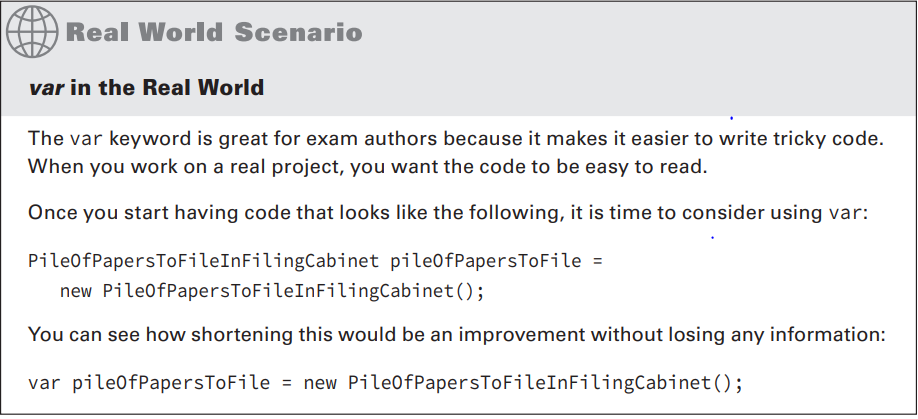 Real World Scenario
var in the Real World
The var keyword is great for exam authors because it makes it easier to write tricky code.
When you work on a real project, you want the code to be easy to read.
Once you start having code that looks like the following, it is time to consider using var:
PileOfPapersToFileInFilingCabinet pileOfPapersToFile =
new PileOfPapersToFileInFilingCabinet();
You can see how shortening this would be an improvement without losing any information:
var pileOfPapersToFile = new PileOfPapersToFileInFilingCabinet();